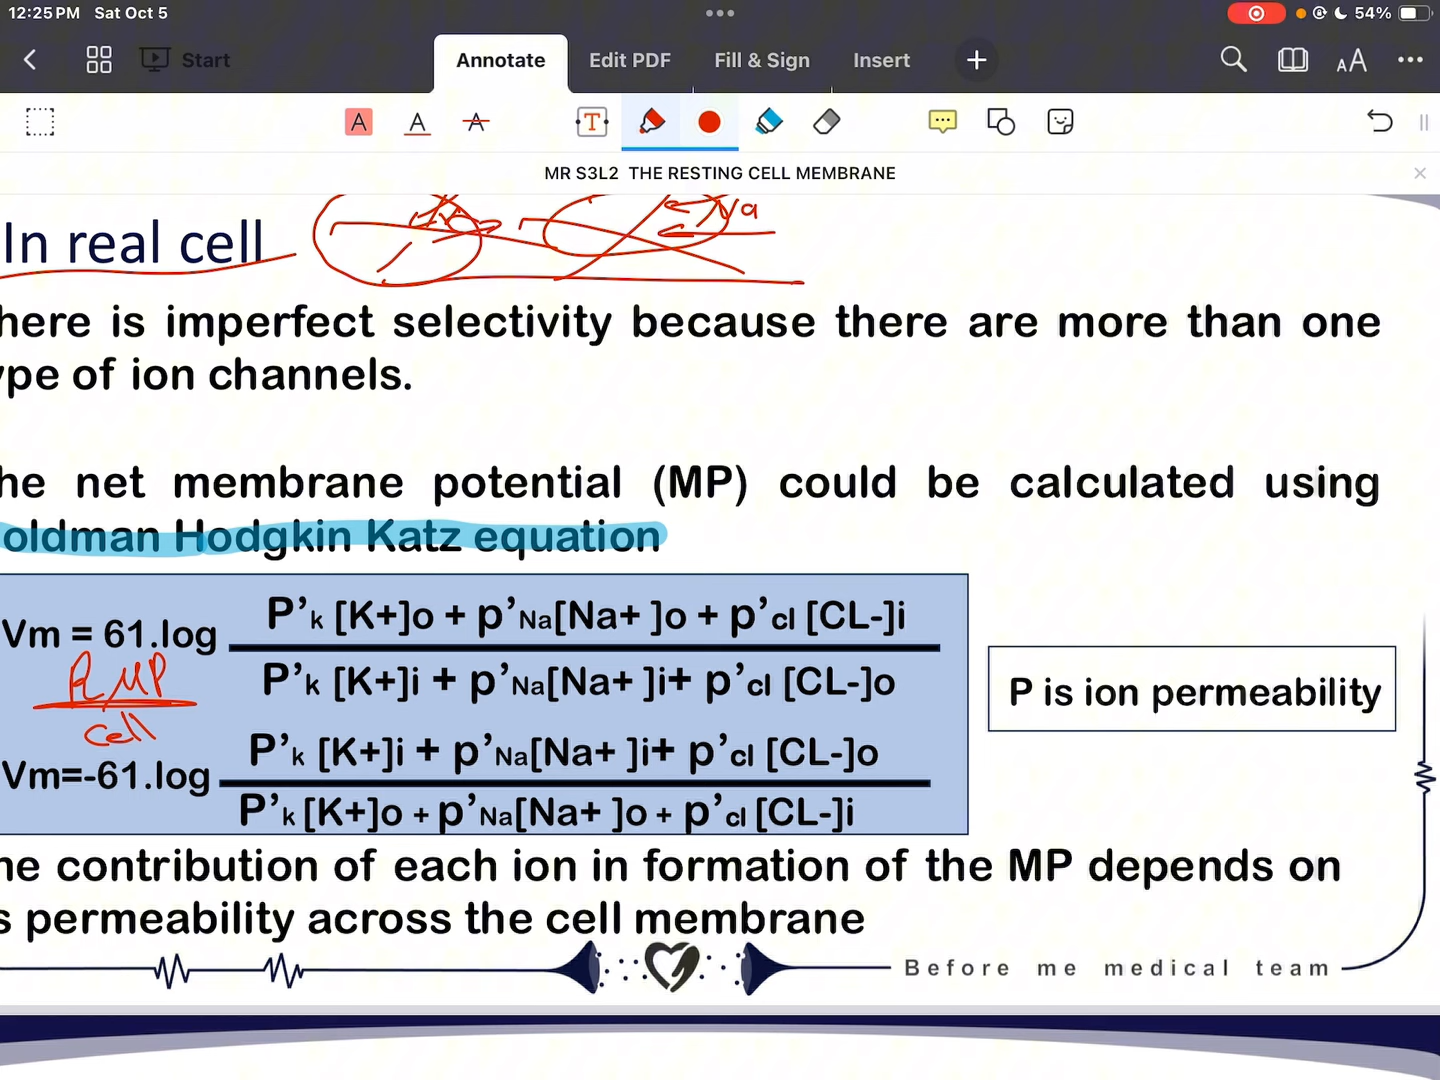 12:25 PM Sat Oct 5
54%
Start
Annotate
Edit PDF
Fill & Sign
Insert
MR S3L2 THE RESTING CELL MEMBRANE
In real cell
Na
here is imperfect selectivity because there are more than one
ype of ion channels.
he net membrane potential (MP) could be calculated using
oldman Hodgkin Katz equation
P’k [K+]o + p’Na[Na+ ]o + p’cl [CL-]i
Vm = 61.log
P’k [K+]i + p’Na[Na+ ]i+ p’cl [CL-]o
RMP
cell
P is ion permeability
P’k [K+]i + p’Na[Na+ ]i+ p’cl [CL-]o
Vm=-61.log
P’k [K+]o + p’Na[Na+ ]o + p’cl [CL-]i
he contribution of each ion in formation of the MP depends on
s permeability across the cell membrane
Before me medical team